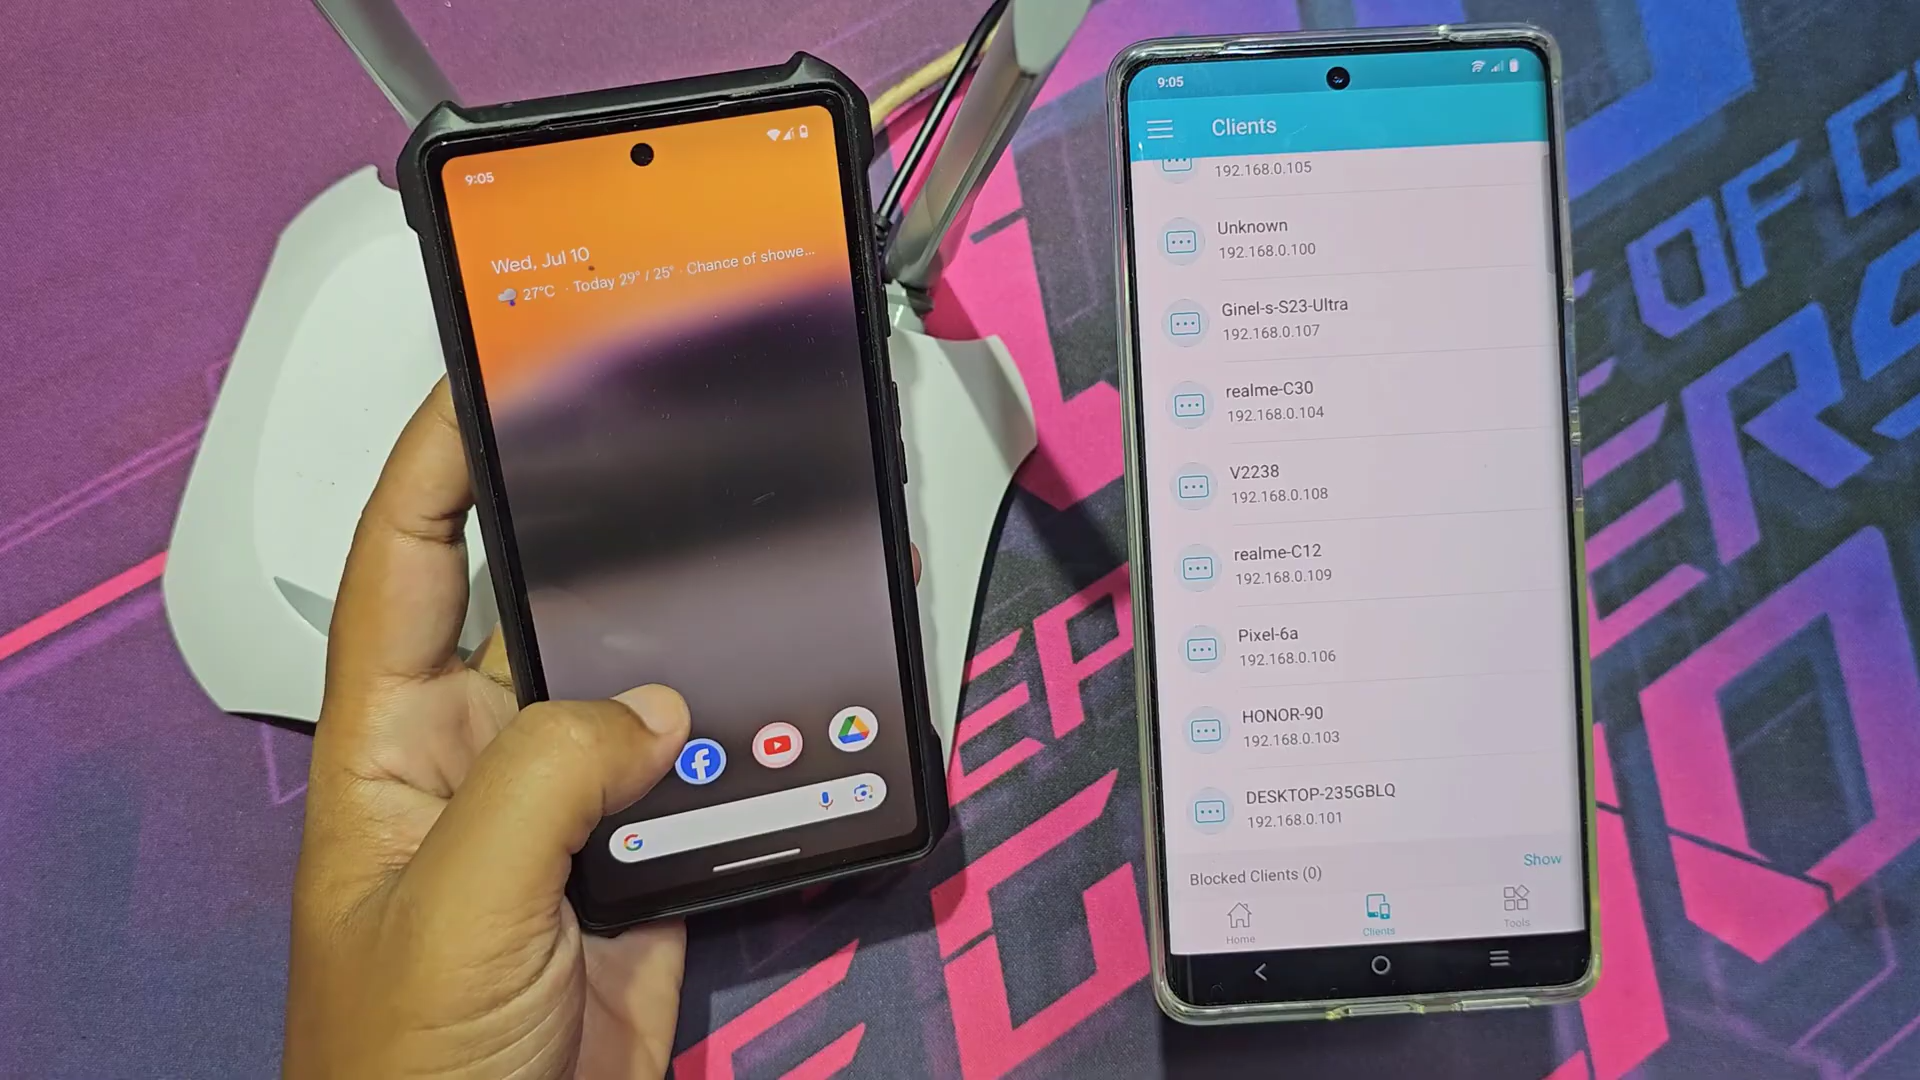 9:05
Wed, Jul 10
27°C · Today 29° / 25° · Chance of showe...
9:05
Clients
192.168.0.105
Unknown
192.168.0.100
Ginel-s-S23-Ultra
192.168.0.107
realme-C30
192.168.0.104
V2238
192.168.0.108
realme-C12
192.168.0.109
Pixel-6a
192.168.0.106
HONOR-90
192.168.0.103
DESKTOP-235GBLQ
192.168.0.101
Blocked Clients (0)
Show
Home
Clients
Tools
OF